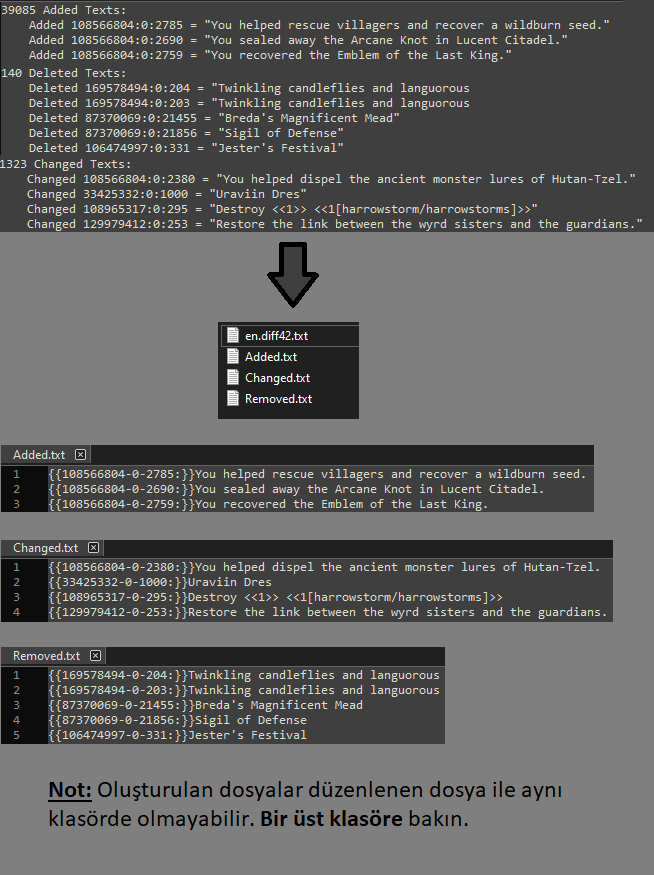 39085 Added Texts:
Added 108566804:0:2785 = "You helped rescue villagers and recover a wildburn seed."
Added 108566804:0:2690 = "You sealed away the Arcane Knot in Lucent Citadel."
Added 108566804:0:2759 = "You recovered the Emblem of the Last King."
140 Deleted Texts:
Deleted 169578494:0:204 = "Twinkling candleflies and languorous
Deleted 169578494:0:203 = "Twinkling candleflies and languorous
Deleted 87370069:0:21455 = "Breda's Magnificent Mead"
Deleted 87370069:0:21856 = "Sigil of Defense"
Deleted 106474997:0:331 = "Jester's Festival"
1323 Changed Texts:
Changed 108566804:0:2380 = "You helped dispel the ancient monster lures of Hutan-Tzel."
Changed 33425332:0:1000 = "Uraviin Dres"
Changed 108965317:0:295 = "Destroy <<1>> <<1[harrowstorm/harrowstorms]>>"
Changed 129979412:0:253 = "Restore the link between the wyrd sisters and the guardians."
en.diff42.txt
Added.txt
Changed.txt
Removed.txt
Added.txt
1 {{108566804-0-2785:}}You helped rescue villagers and recover a wildburn seed.
2 {{108566804-0-2690:}}You sealed away the Arcane Knot in Lucent Citadel.
3 {{108566804-0-2759:}}You recovered the Emblem of the Last King.
Changed.txt
1 {{108566804-0-2380:}}You helped dispel the ancient monster lures of Hutan-Tzel.
2 {{33425332-0-1000:}}Uraviin Dres
3 {{108965317-0-295:}}Destroy <<1>> <<1[harrowstorm/harrowstorms]>>
4 {{129979412-0-253:}}Restore the link between the wyrd sisters and the guardians.
Removed.txt
1 {{169578494-0-204:}}Twinkling candleflies and languorous
2 {{169578494-0-203:}}Twinkling candleflies and languorous
3 {{87370069-0-21455:}}Breda's Magnificent Mead
4 {{87370069-0-21856:}}Sigil of Defense
5 {{106474997-0-331:}}Jester's Festival
Not: Oluşturulan dosyalar düzenlenen dosya ile aynı
klasörde olmayabilir. Bir üst klasöre bakın.